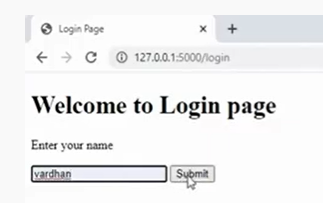 Login Page
127.0.0.1:5000/login
Welcome to Login page
Enter your name
vardhan Submit